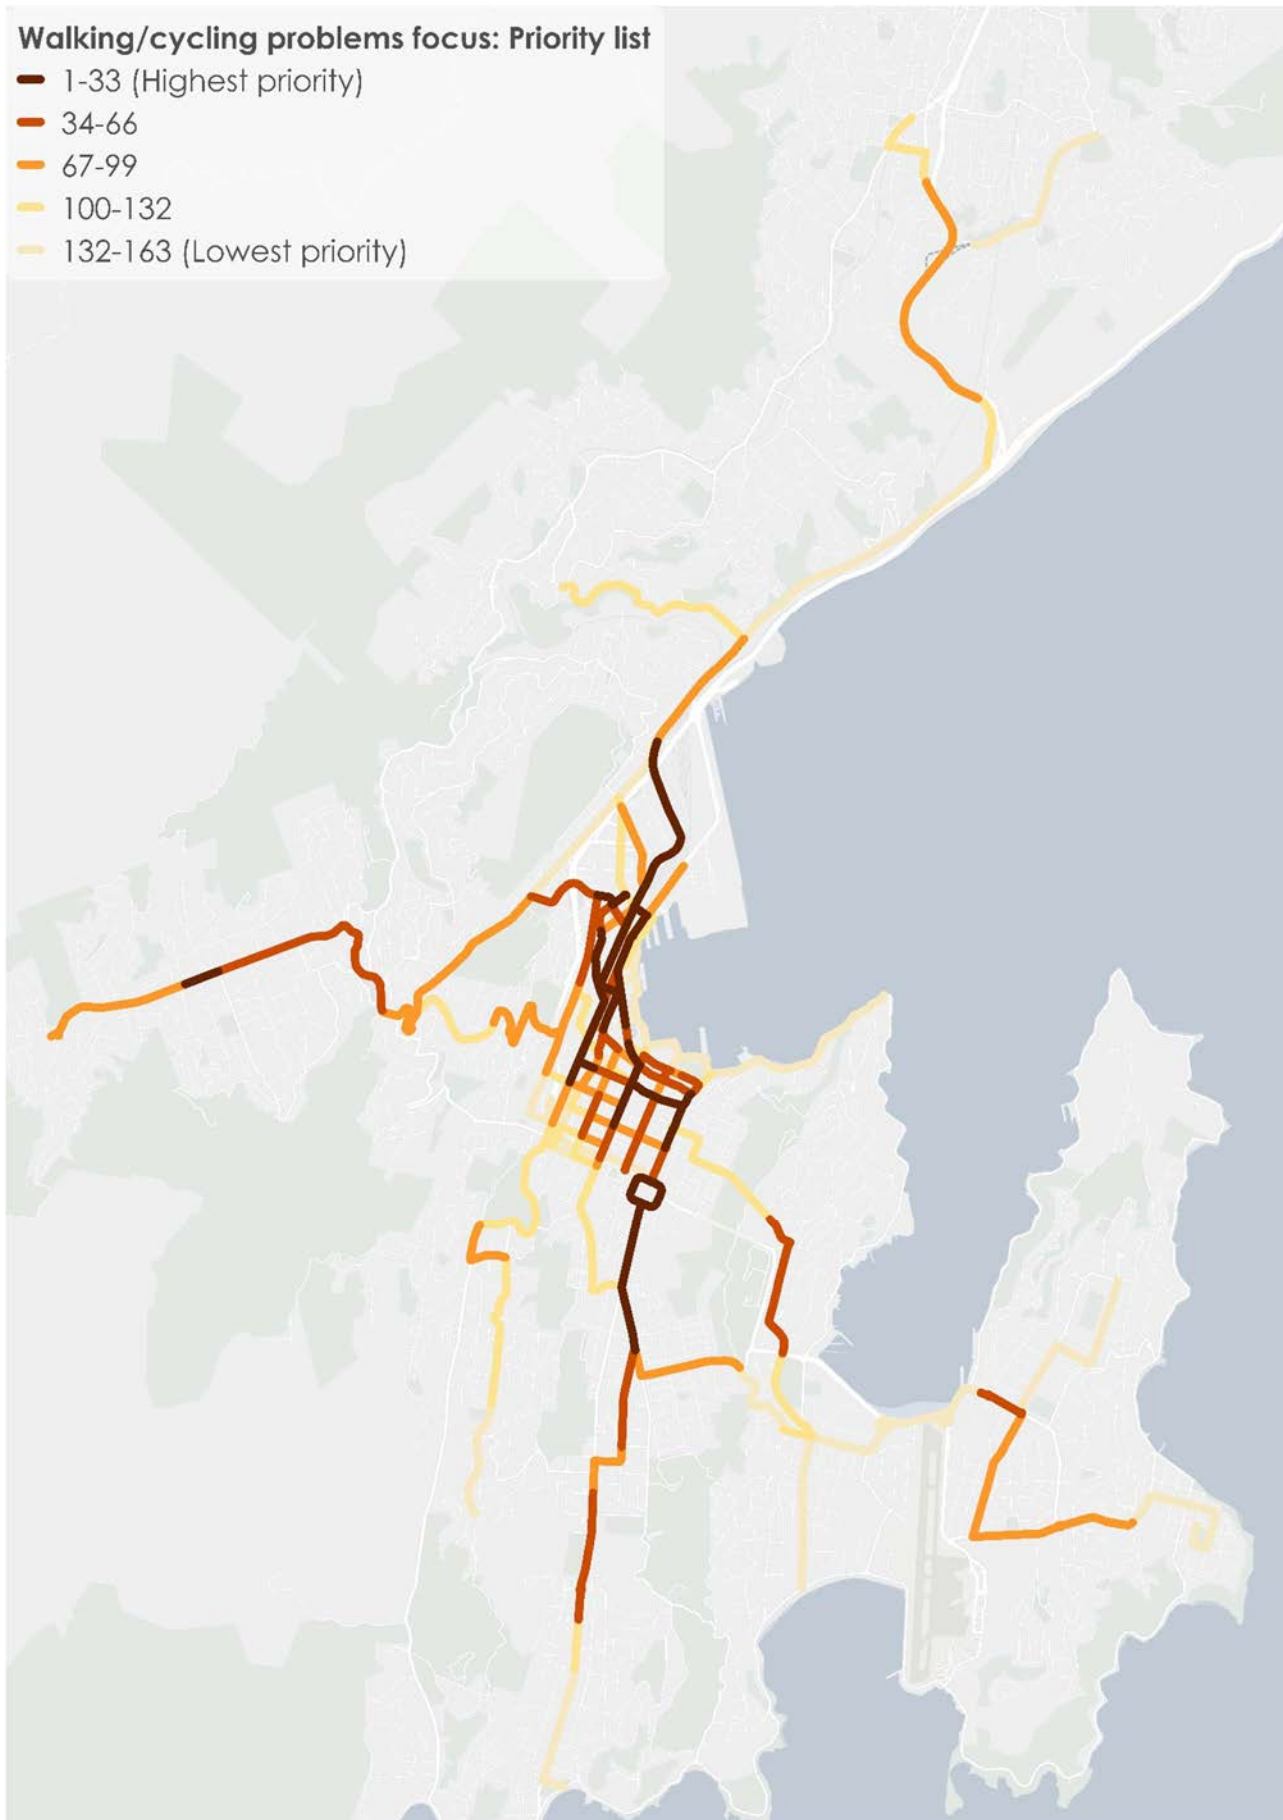 Walking/cycling problems focus: Priority list
1-33 (Highest priority)
34-66
67-99
100-132
132-163 (Lowest priority)